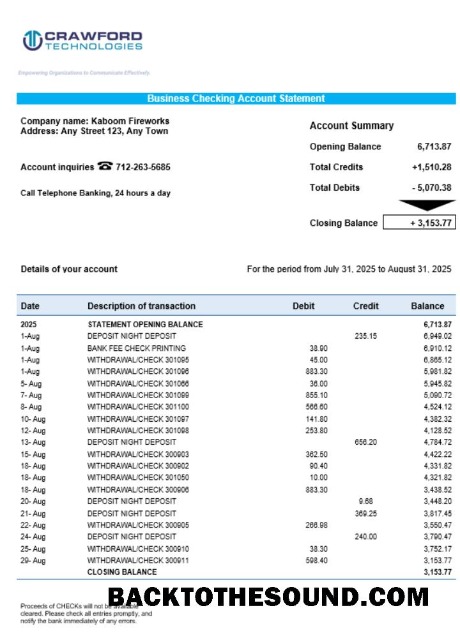 CRAWFORD
TECHNOLOGIES
Empowering Organizations to Communicate Effectively
Business Checking Account Statement
Company name: Kaboom Fireworks
Address: Any Street 123, Any Town
Account inquiries ☎ 712-263-5685
Call Telephone Banking, 24 hours a day
Account Summary
Opening Balance 6,713.87
Total Credits +1,510.28
Total Debits - 5,070.38
Closing Balance + 3,153.77
Details of your account For the period from July 31, 2025 to August 31, 2025
Date Description of transaction Debit Credit Balance
2025 STATEMENT OPENING BALANCE 6,713.87
1-Aug DEPOSIT NIGHT DEPOSIT 235.15 6,949.02
1-Aug BANK FEE CHECK PRINTING 38.90 6,910.12
1-Aug WITHDRAWAL/CHECK 301095 45.00 6,865.12
1-Aug WITHDRAWAL/CHECK 301096 883.30 5,981.82
5- Aug WITHDRAWAL/CHECK 301066 36.00 5,945.82
7- Aug WITHDRAWAL/CHECK 301099 855.10 5,090.72
8- Aug WITHDRAWAL/CHECK 301100 566.60 4,524.12
10- Aug WITHDRAWAL/CHECK 301097 141.80 4,382.32
12- Aug WITHDRAWAL/CHECK 301098 253.80 4,128.52
13- Aug DEPOSIT NIGHT DEPOSIT 656.20 4,784.72
15- Aug WITHDRAWAL/CHECK 300903 362.50 4,422.22
18- Aug WITHDRAWAL/CHECK 300902 90.40 4,331.82
18- Aug WITHDRAWAL/CHECK 301050 10.00 4,321.82
18- Aug WITHDRAWAL/CHECK 300906 883.30 3,438.52
20- Aug DEPOSIT NIGHT DEPOSIT 9.68 3,448.20
21- Aug DEPOSIT NIGHT DEPOSIT 369.25 3,817.45
22- Aug WITHDRAWAL/CHECK 300905 266.98 3,550.47
24- Aug DEPOSIT NIGHT DEPOSIT 240.00 3,790.47
25- Aug WITHDRAWAL/CHECK 300910 38.30 3,752.17
29- Aug WITHDRAWAL/CHECK 300911 598.40 3,153.77
CLOSING BALANCE 3,153.77
BACKTOTHESOUND.COM
Proceeds of CHECKs will not be available
cleared. Please check all entries promptly, and
notify the bank immediately of any errors.